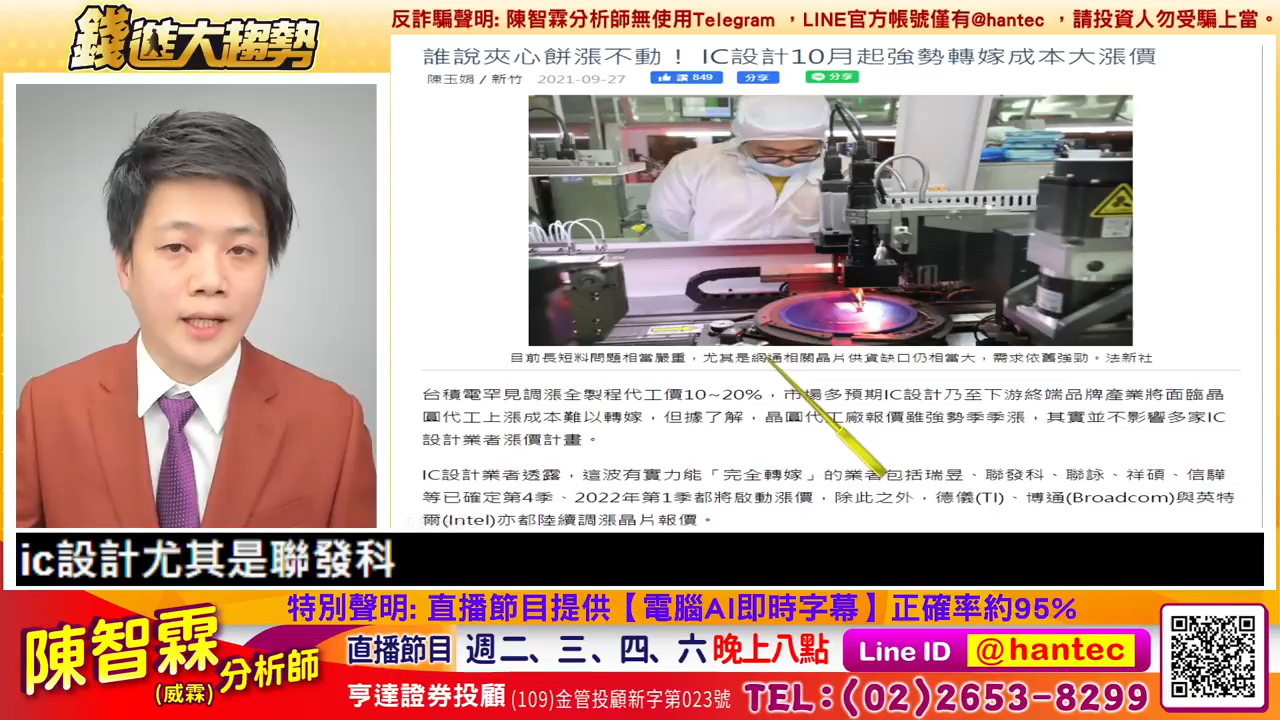 錢進大趨勢
反詐騙聲明: 陳智霖分析師無使用Telegram ，LINE官方帳號僅有@hantec ，請投資人勿受騙上當。
誰說夾心餅漲不動！ IC設計10月起強勢轉嫁成本大漲價
陳玉娟／新竹 2021-09-27 讚 849 分享 分享
目前長短料問題相當嚴重，尤其是網通相關晶片供貨缺口仍相當大，需求依舊強勁。法新社
台積電罕見調漲全製程代工價10~20%，市場多預期IC設計乃至下游終端品牌產業將面臨晶
圓代工上漲成本難以轉嫁，但據了解，晶圓代工廠報價雖強勢季季漲，其實並不影響多家IC
設計業者漲價計畫。
IC設計業者透露，這波有實力能「完全轉嫁」的業者包括瑞昱、聯發科、聯詠、祥碩、信驊
等已確定第4季、2022年第1季都將啟動漲價，除此之外，德儀(TI)、博通(Broadcom)與英特
爾(Intel)亦都陸續調漲晶片報價。
ic設計尤其是聯發科
特別聲明: 直播節目提供【電腦AI即時字幕】正確率約95%
陳智霖分析師
(威霖)
直播節目 週二、三、四、六晚上八點 Line ID @hantec
亨達證券投顧 (109)金管投顧新字第023號 TEL:(02)2653-8299